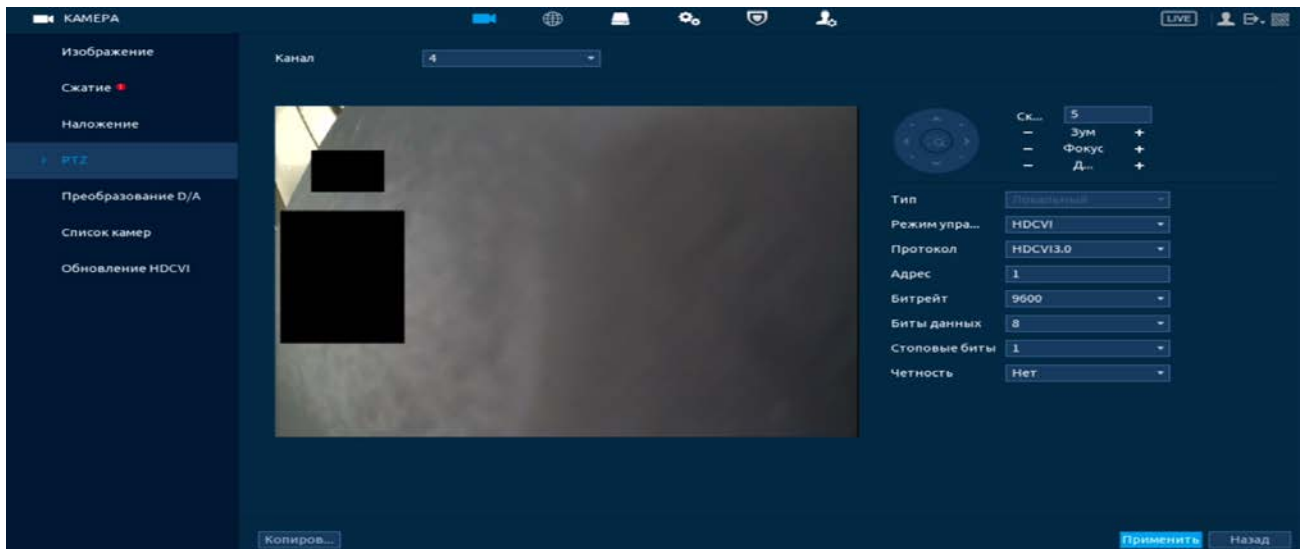 КАМЕРА
LIVE
Изображение
Сжатие
Наложение
PTZ
Преобразование D/A
Список камер
Обновление HDCVI
Канал 4
Ск... 5
Зум
Фокус
Д...
Тип Локальный
Режим упра... HDCVI
Протокол HDCVI3.0
Адрес 1
Битрейт 9600
Биты данных 8
Стоповые биты 1
Четность Нет
Копиров...
Применить
Назад